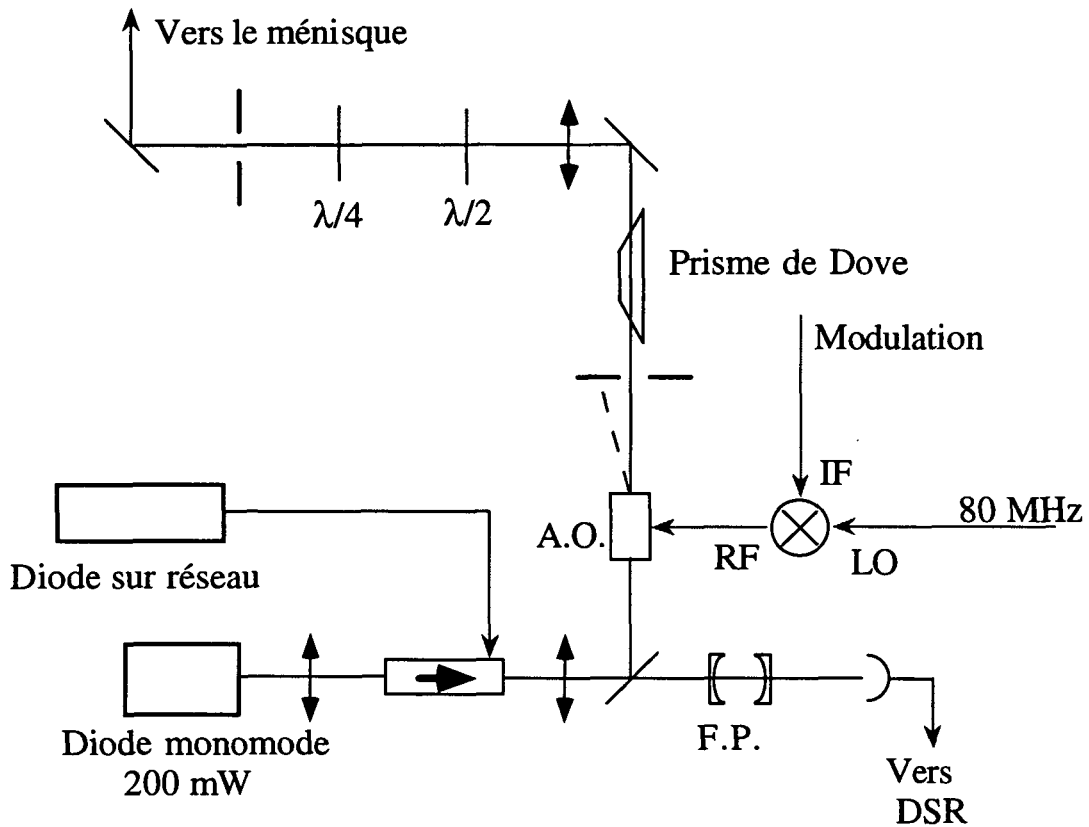 Vers le ménisque
λ/4
λ/2
Prisme de Dove
Modulation
IF
80 MHz
A.O.
RF
LO
Diode sur réseau
Diode monomode
200 mW
F.P.
Vers
DSR